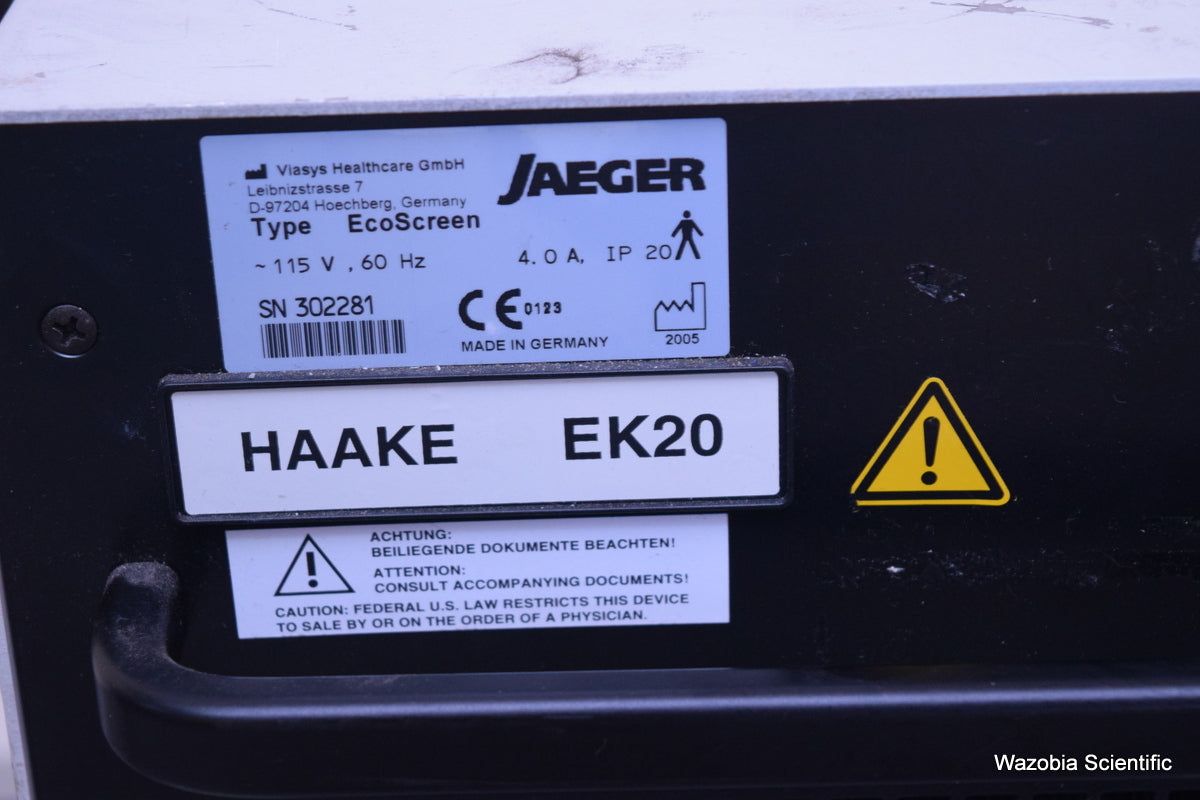 Viasys Healthcare GmbH
Leibnizstrasse 7
D-97204 Hoechberg, Germany
JAEGER
Type EcoScreen
~ 115 V , 60 Hz 4.0 A, IP 20
SN 302281
CE 0123
MADE IN GERMANY
2005
HAAKE EK20
ACHTUNG:
BEILIEGENDE DOKUMENTE BEACHTEN!
ATTENTION:
CONSULT ACCOMPANYING DOCUMENTS!
CAUTION: FEDERAL U.S. LAW RESTRICTS THIS DEVICE
TO SALE BY OR ON THE ORDER OF A PHYSICIAN.
Wazobia Scientific